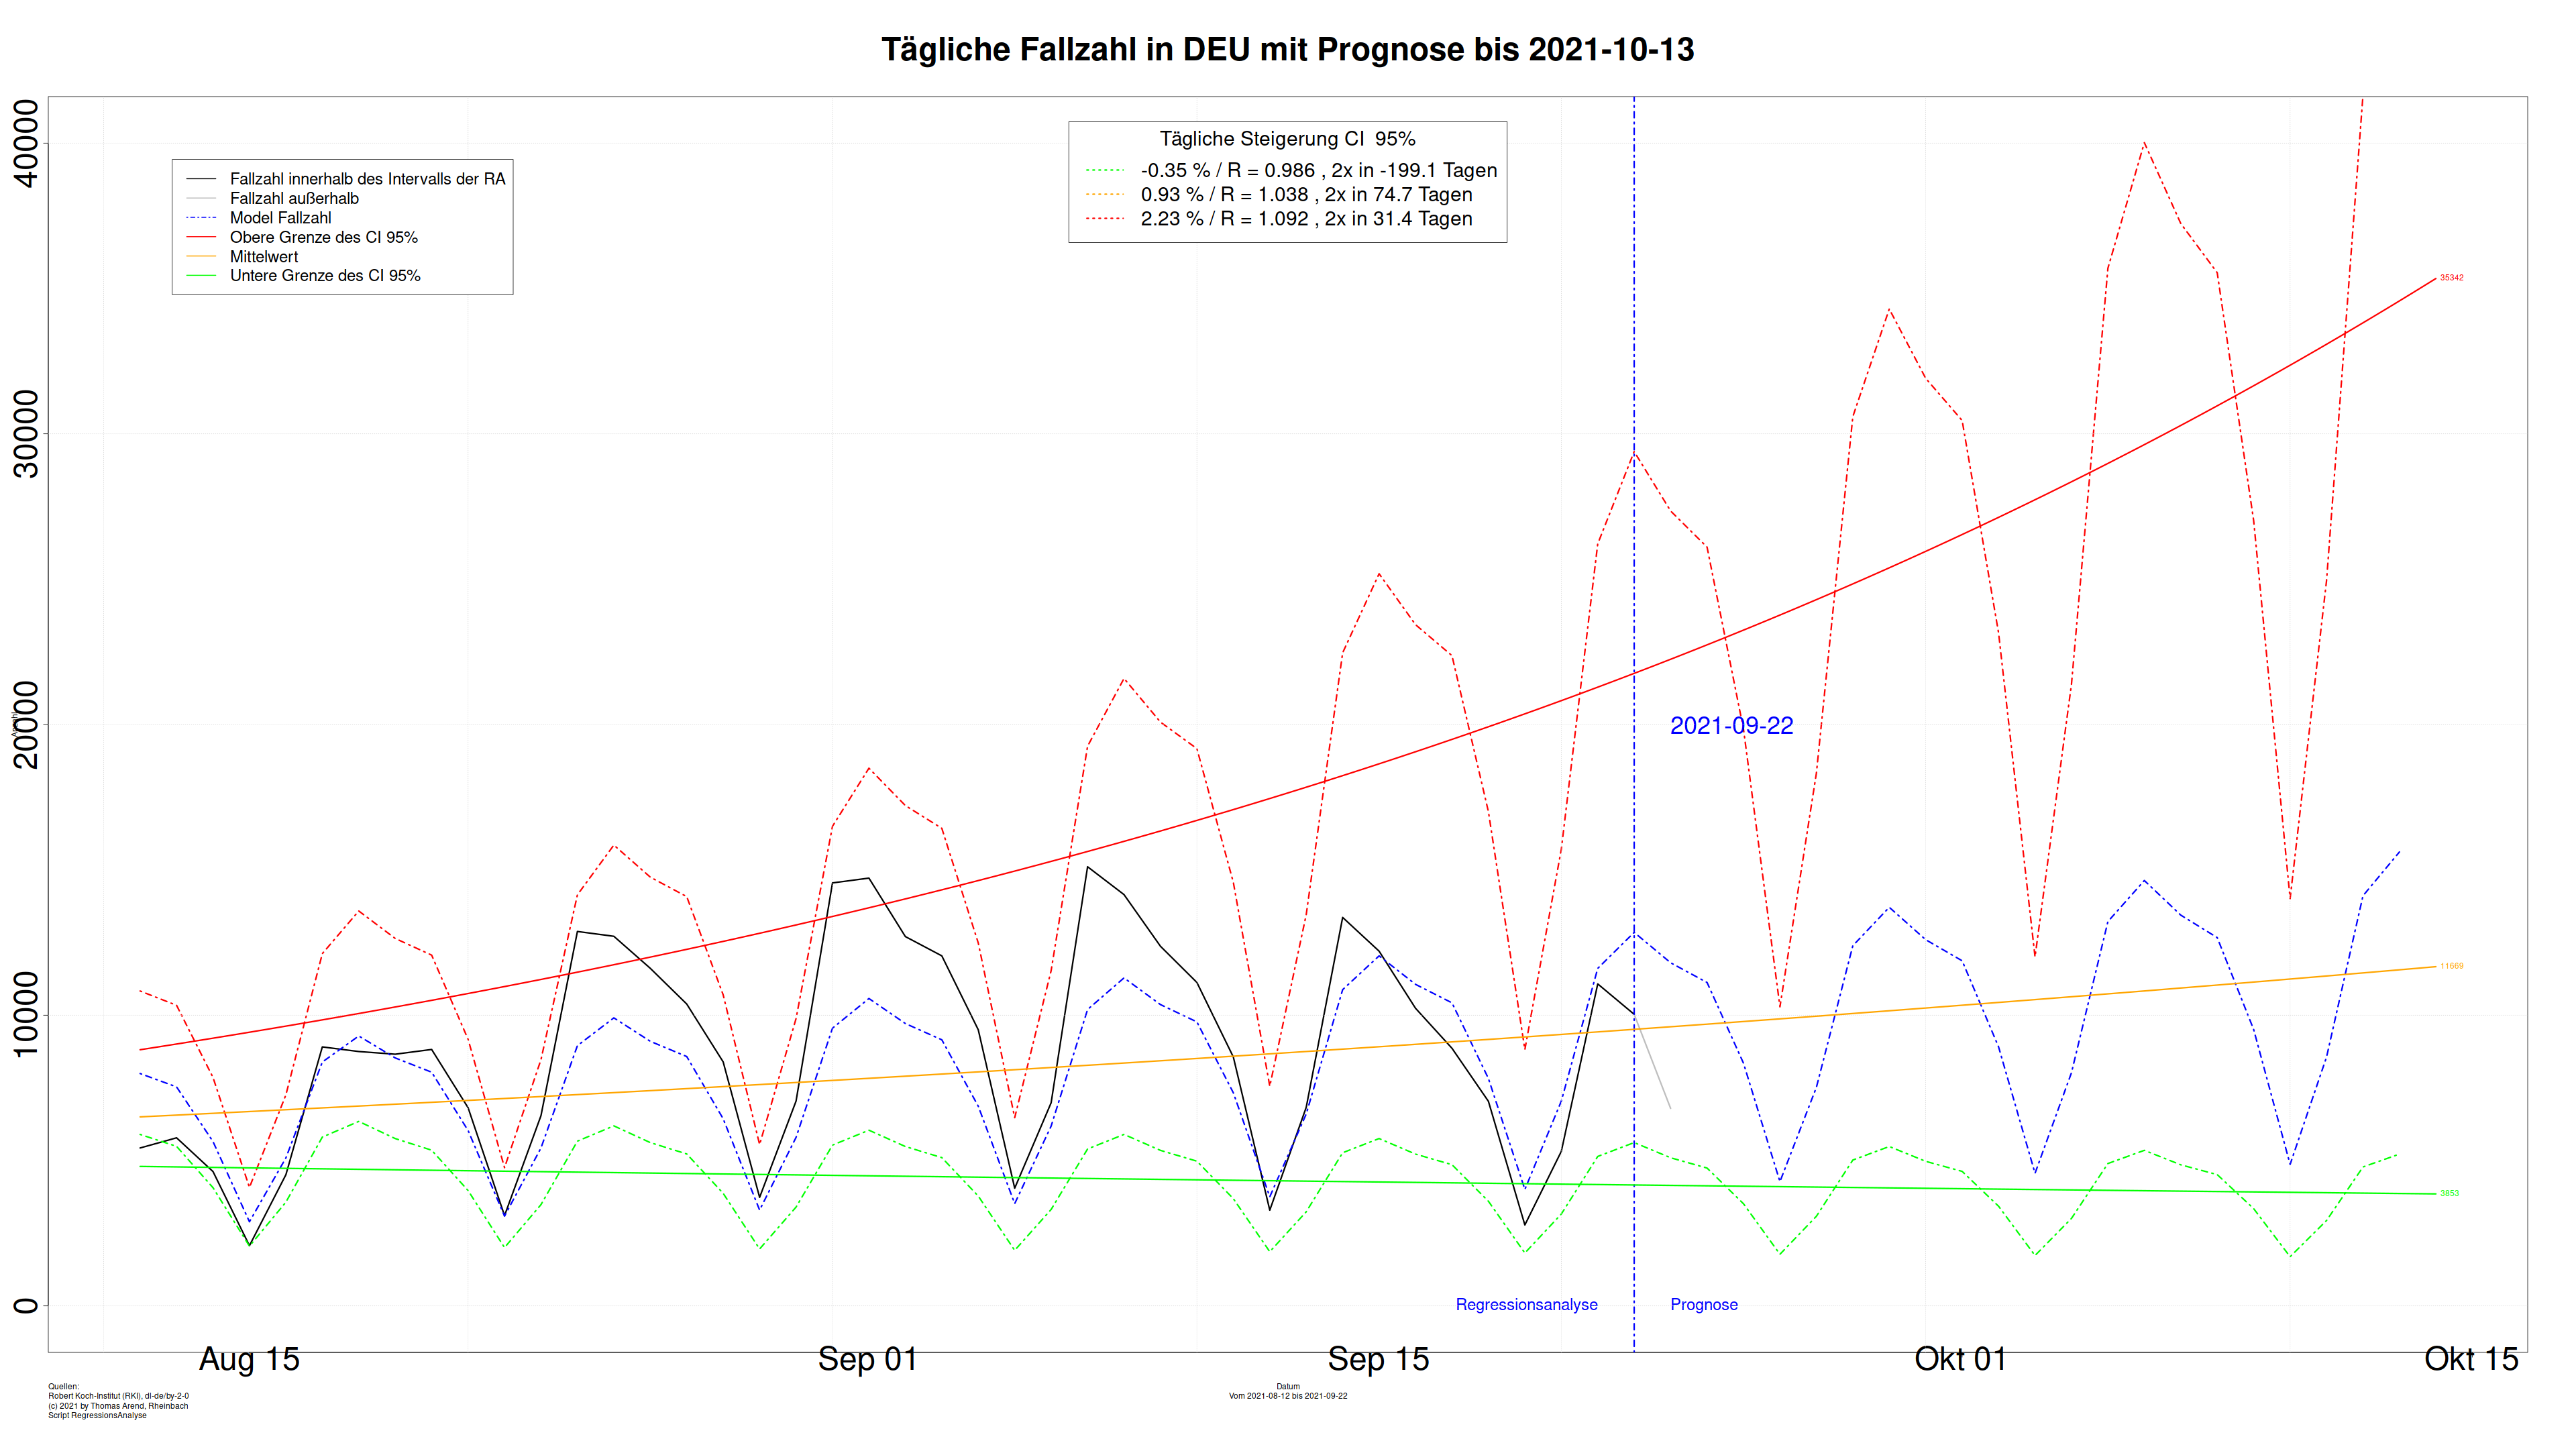 Tägliche Fallzahl in DEU mit Prognose bis 2021-10-13
40000
30000
20000
10000
0
Anzahl
Fallzahl innerhalb des Intervalls der RA
Fallzahl außerhalb
Model Fallzahl
Obere Grenze des CI 95%
Mittelwert
Untere Grenze des CI 95%
Tägliche Steigerung CI  95%
-0.35 % / R = 0.986 , 2x in -199.1 Tagen
0.93 % / R = 1.038 , 2x in 74.7 Tagen
2.23 % / R = 1.092 , 2x in 31.4 Tagen
35342
2021-09-22
11669
3853
Regressionsanalyse
Prognose
Aug 15
Sep 01
Sep 15
Okt 01
Okt 15
Datum
Vom 2021-08-12 bis 2021-09-22
Quellen:
Robert Koch-Institut (RKI), dl-de/by-2-0
(c) 2021 by Thomas Arend, Rheinbach
Script RegressionsAnalyse